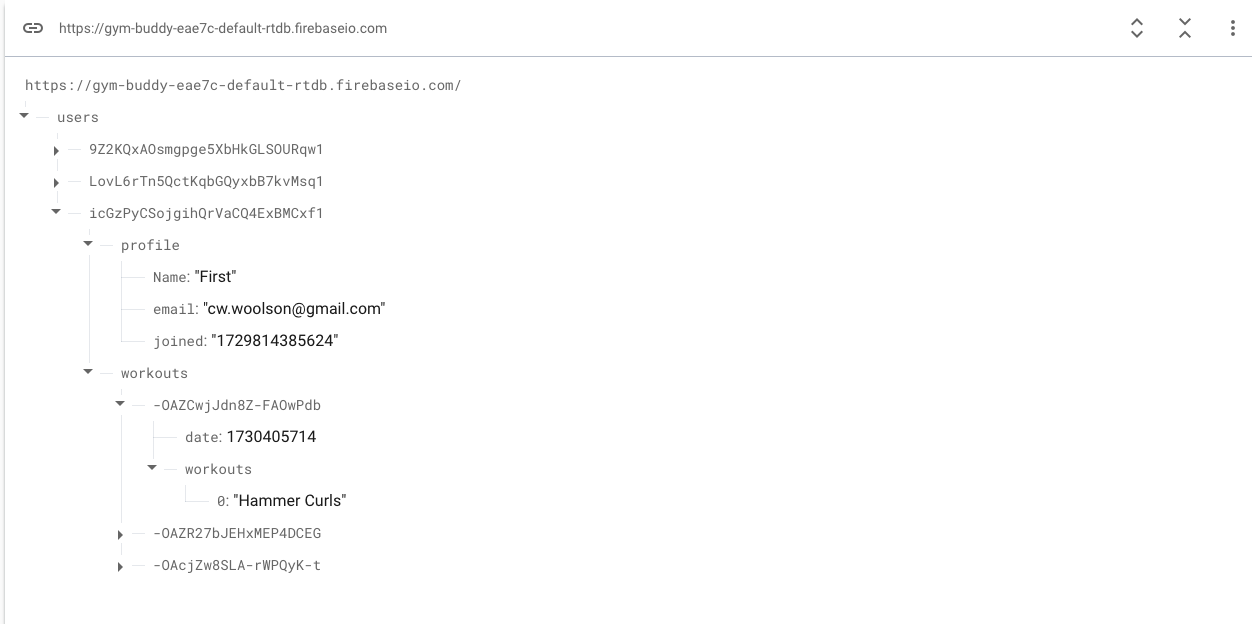 https://gym-buddy-eae7c-default-rtdb.firebaseio.com
https://gym-buddy-eae7c-default-rtdb.firebaseio.com/
users
9Z2KQxAOsmgpge5XbHkGLSOURqw1
LovL6rTn5QctKqbGQyxbB7kvMsq1
icGzPyCSojgihQrVaCQ4ExBMCxf1
profile
Name: "First"
email: "cw.woolson@gmail.com"
joined: "1729814385624"
workouts
-OAZCwjJdn8Z-FAOwPdb
date: 1730405714
workouts
0: "Hammer Curls"
-OAZR27bJEHxMEP4DCEG
-OAcjZw8SLA-rWPQyK-t